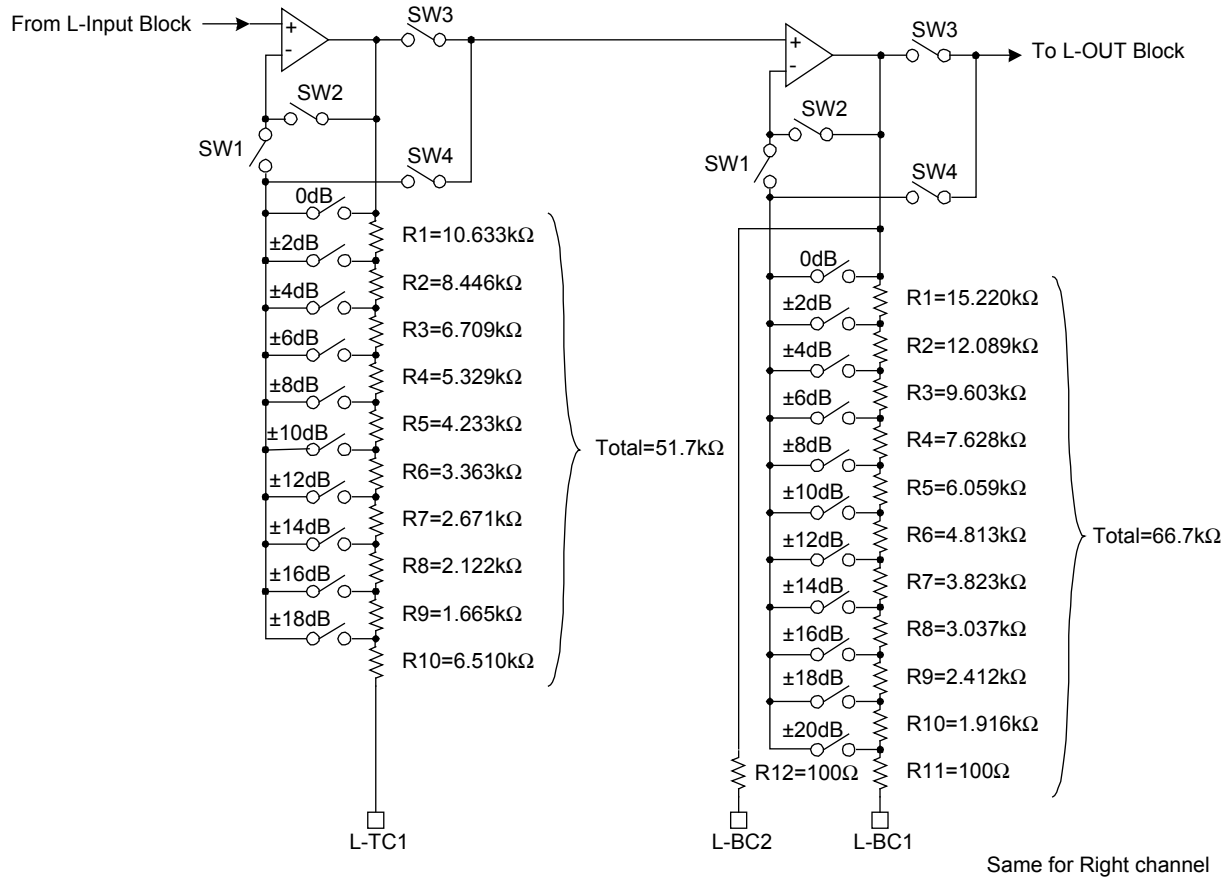 From L-Input Block
+
-
SW3
SW2
SW1
SW4
0dB
±2dB
±4dB
±6dB
±8dB
±10dB
±12dB
±14dB
±16dB
±18dB
R1=10.633kΩ
R2=8.446kΩ
R3=6.709kΩ
R4=5.329kΩ
R5=4.233kΩ
R6=3.363kΩ
R7=2.671kΩ
R8=2.122kΩ
R9=1.665kΩ
R10=6.510kΩ
Total=51.7kΩ
L-TC1
+
-
SW3
To L-OUT Block
SW2
SW1
SW4
0dB
±2dB
±4dB
±6dB
±8dB
±10dB
±12dB
±14dB
±16dB
±18dB
±20dB
R1=15.220kΩ
R2=12.089kΩ
R3=9.603kΩ
R4=7.628kΩ
R5=6.059kΩ
R6=4.813kΩ
R7=3.823kΩ
R8=3.037kΩ
R9=2.412kΩ
R10=1.916kΩ
R12=100Ω
R11=100Ω
Total=66.7kΩ
L-BC2
L-BC1
Same for Right channel